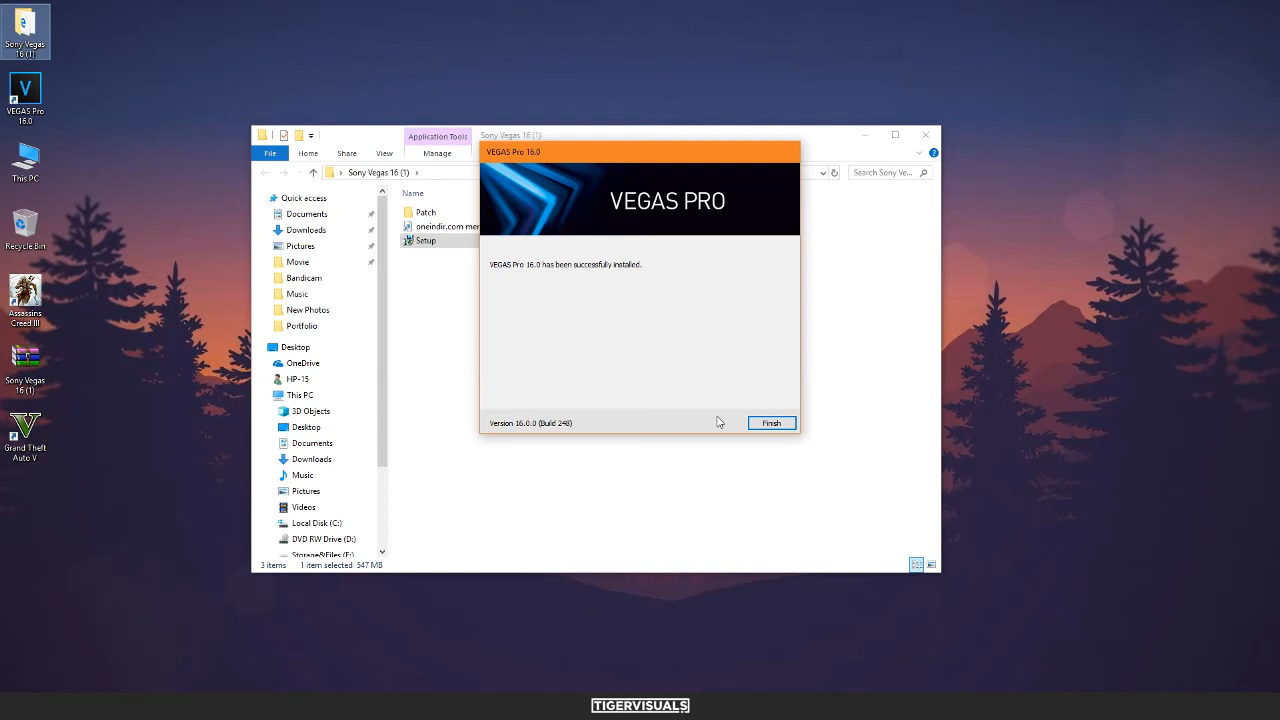 Sony Vegas
16 (1)
VEGAS Pro
16.0
This PC
Recycle Bin
Assassins
Creed III
Sony Vegas
16 (1)
Grand Theft
Auto V
Application Tools
Sony Vegas 16 (1)
File
Home
Share
View
Manage
Sony Vegas 16 (1)
Search Sony Ve...
Quick access
Documents
Downloads
Pictures
Movie
Bandicam
Music
New Photos
Portfolio
Desktop
OneDrive
HP-15
This PC
3D Objects
Desktop
Documents
Downloads
Music
Pictures
Videos
Local Disk (C:)
DVD RW Drive (D:)
Storage&Files (E:)
Name
Patch
oneindir.com mer
Setup
3 items
1 item selected 547 MB
VEGAS Pro 16.0
VEGAS PRO
VEGAS Pro 16.0 has been successfully installed.
Version 16.0.0 (Build 248)
Finish
TIGERVISUALS